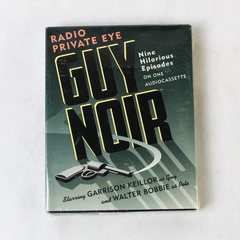 RADIO
PRIVATE EYE
GUY
NOIR
Nine
Hilarious
Episodes
ON ONE
AUDIOCASSETTE
Starring GARRISON KEILLOR as Guy
and WALTER BOBBIE as Pete